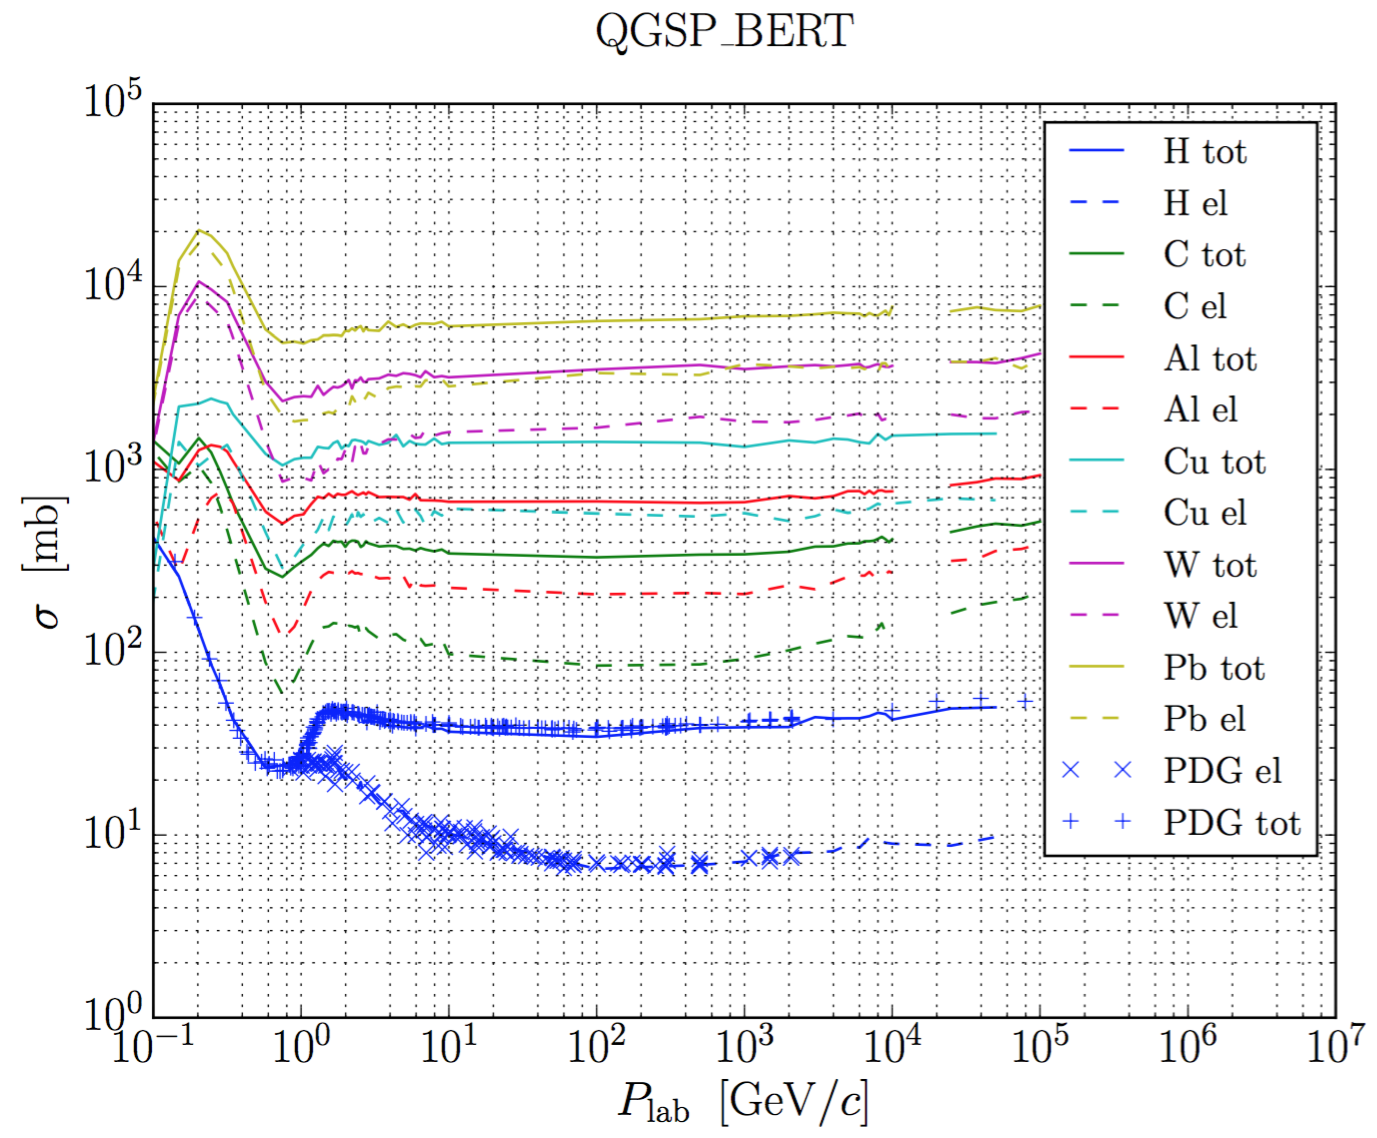 QGSP_BERT
10^5
10^4
10^3
10^2
10^1
10^0
σ [mb]
10^−1 10^0 10^1 10^2 10^3 10^4 10^5 10^6 10^7
P_lab [GeV/c]
H tot
H el
C tot
C el
Al tot
Al el
Cu tot
Cu el
W tot
W el
Pb tot
Pb el
PDG el
PDG tot